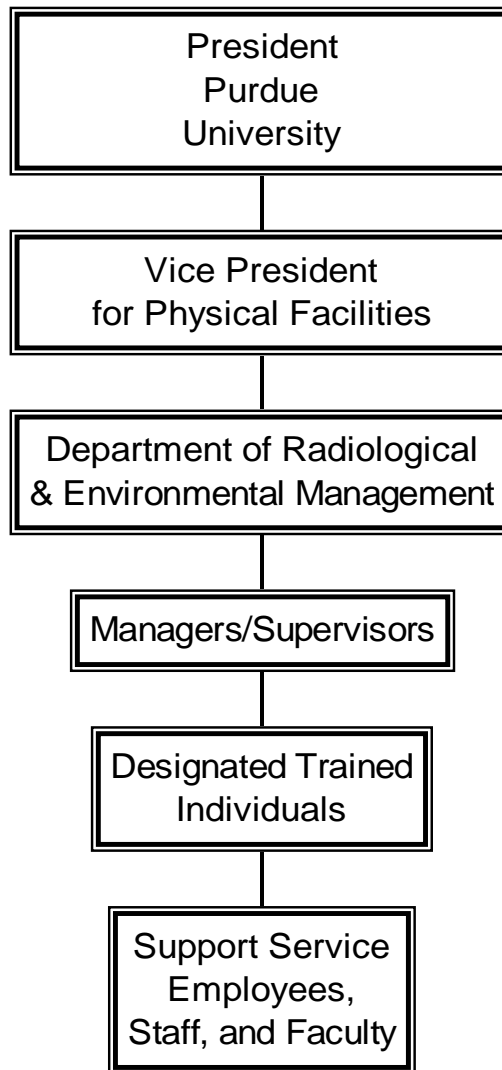 President
Purdue
University
Vice President
for Physical Facilities
Department of Radiological
& Environmental Management
Managers/Supervisors
Designated Trained
Individuals
Support Service
Employees,
Staff, and Faculty